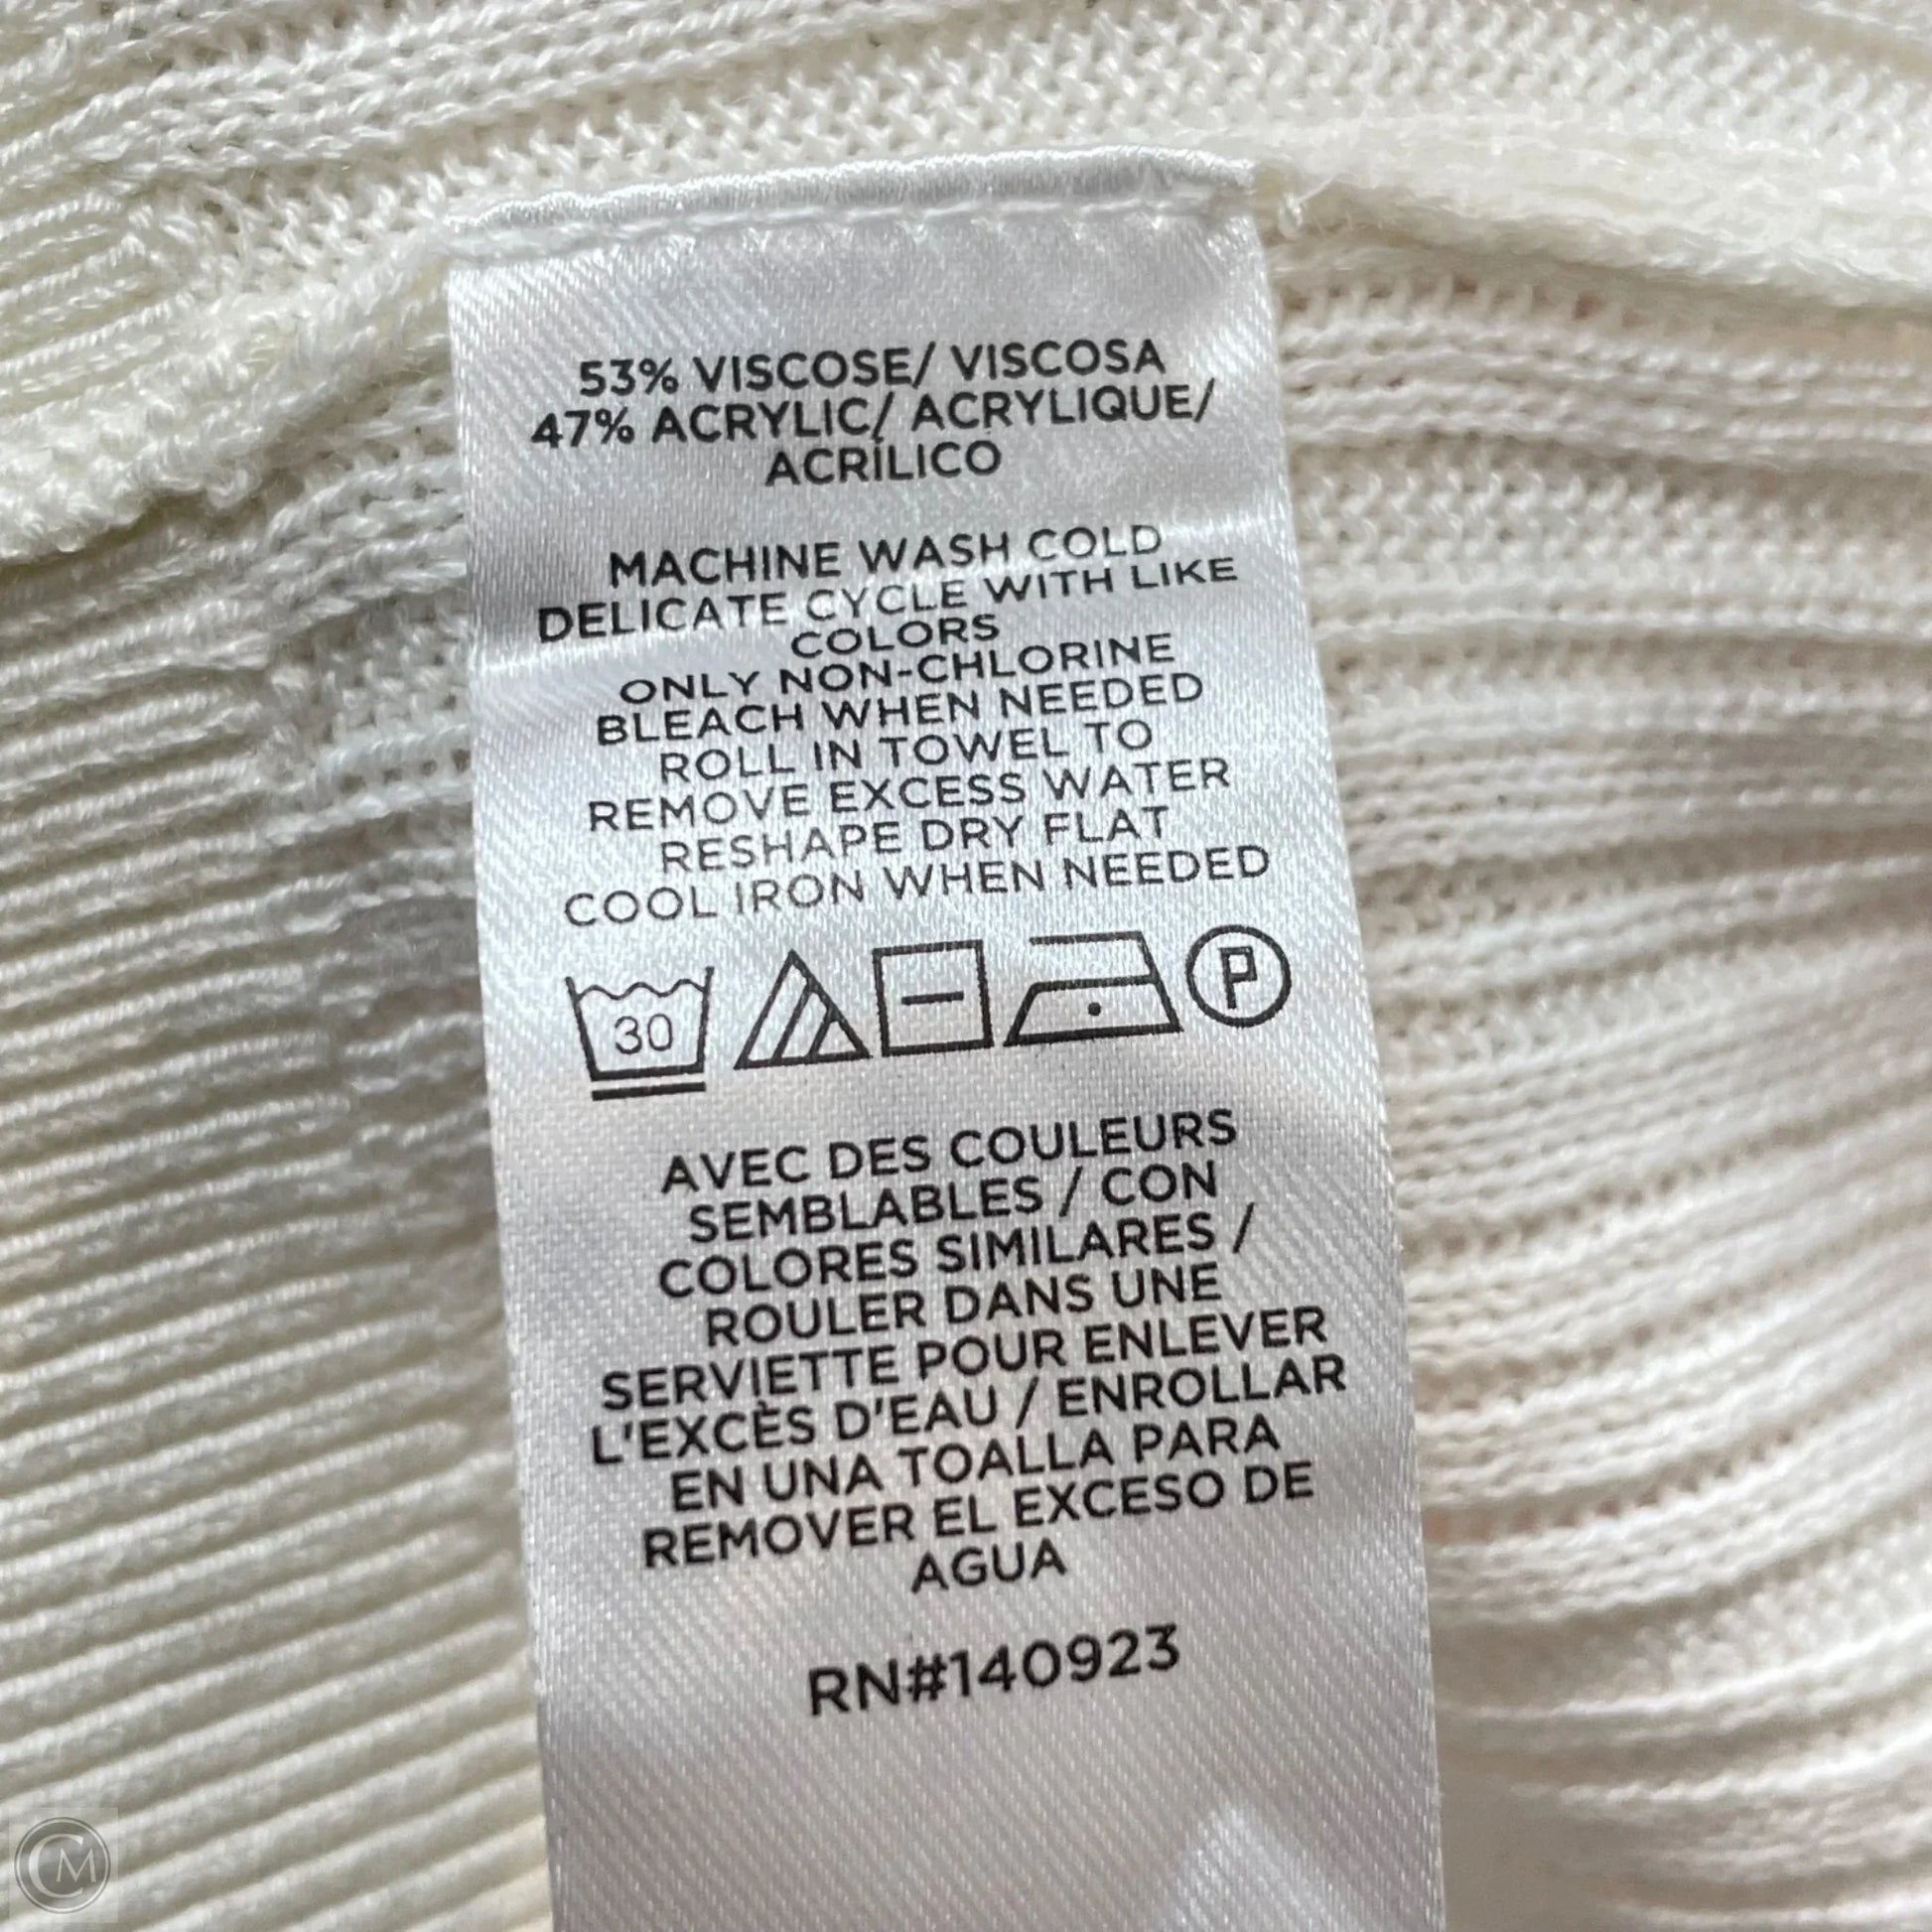 53% VISCOSE/ VISCOSA
47% ACRYLIC/ ACRYLIQUE/
ACRÍLICO
MACHINE WASH COLD
DELICATE CYCLE WITH LIKE
COLORS
ONLY NON-CHLORINE
BLEACH WHEN NEEDED
ROLL IN TOWEL TO
REMOVE EXCESS WATER
RESHAPE DRY FLAT
COOL IRON WHEN NEEDED
30 P
AVEC DES COULEURS
SEMBLABLES / CON
COLORES SIMILARES /
ROULER DANS UNE
SERVIETTE POUR ENLEVER
L'EXCÈS D'EAU / ENROLLAR
EN UNA TOALLA PARA
REMOVER EL EXCESO DE
AGUA
RN#140923
CM